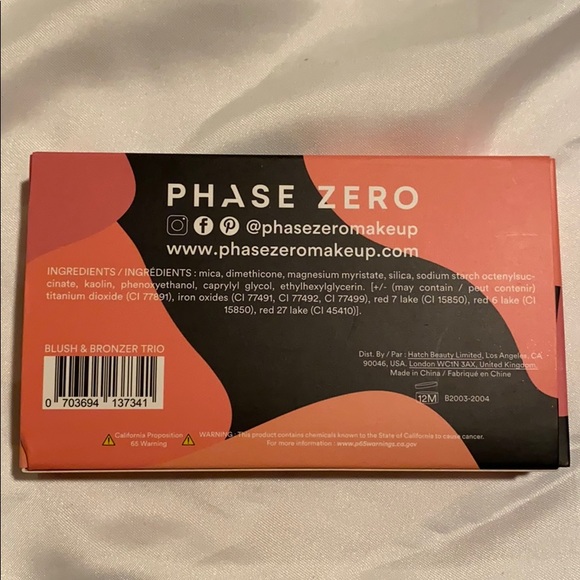 PHASE ZERO
@phasezeromakeup
www.phasezeromakeup.com
INGREDIENTS / INGRÉDIENTS : mica, dimethicone, magnesium myristate, silica, sodium starch octenylsuc-
cinate, kaolin, phenoxyethanol, caprylyl glycol, ethylhexylglycerin. [+/- (may contain / peut contenir)
titanium dioxide (CI 77891), iron oxides (CI 77491, CI 77492, CI 77499), red 7 lake (CI 15850), red 6 lake (CI
15850), red 27 lake (CI 45410)].
BLUSH & BRONZER TRIO
0 703694 137341
Dist. By / Par : Hatch Beauty Limited, Los Angeles, CA
90046, USA. London WC1N 3AX, United Kingdom.
Made in China / Fabriqué en Chine
12M B2003-2004
California Proposition
65 Warning
WARNING : This product contains chemicals known to the State of California to cause cancer.
For more information : www.p65warnings.ca.gov